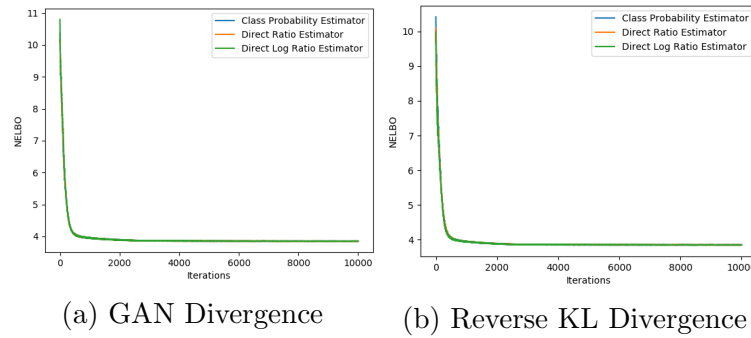 Class Probability Estimator
Direct Ratio Estimator
Direct Log Ratio Estimator
11
10
9
8
7
6
5
4
NELBO
0
2000
4000
6000
8000
10000
Iterations
(a) GAN Divergence
Class Probability Estimator
Direct Ratio Estimator
Direct Log Ratio Estimator
10
9
8
7
6
5
4
NELBO
0
2000
4000
6000
8000
10000
Iterations
(b) Reverse KL Divergence